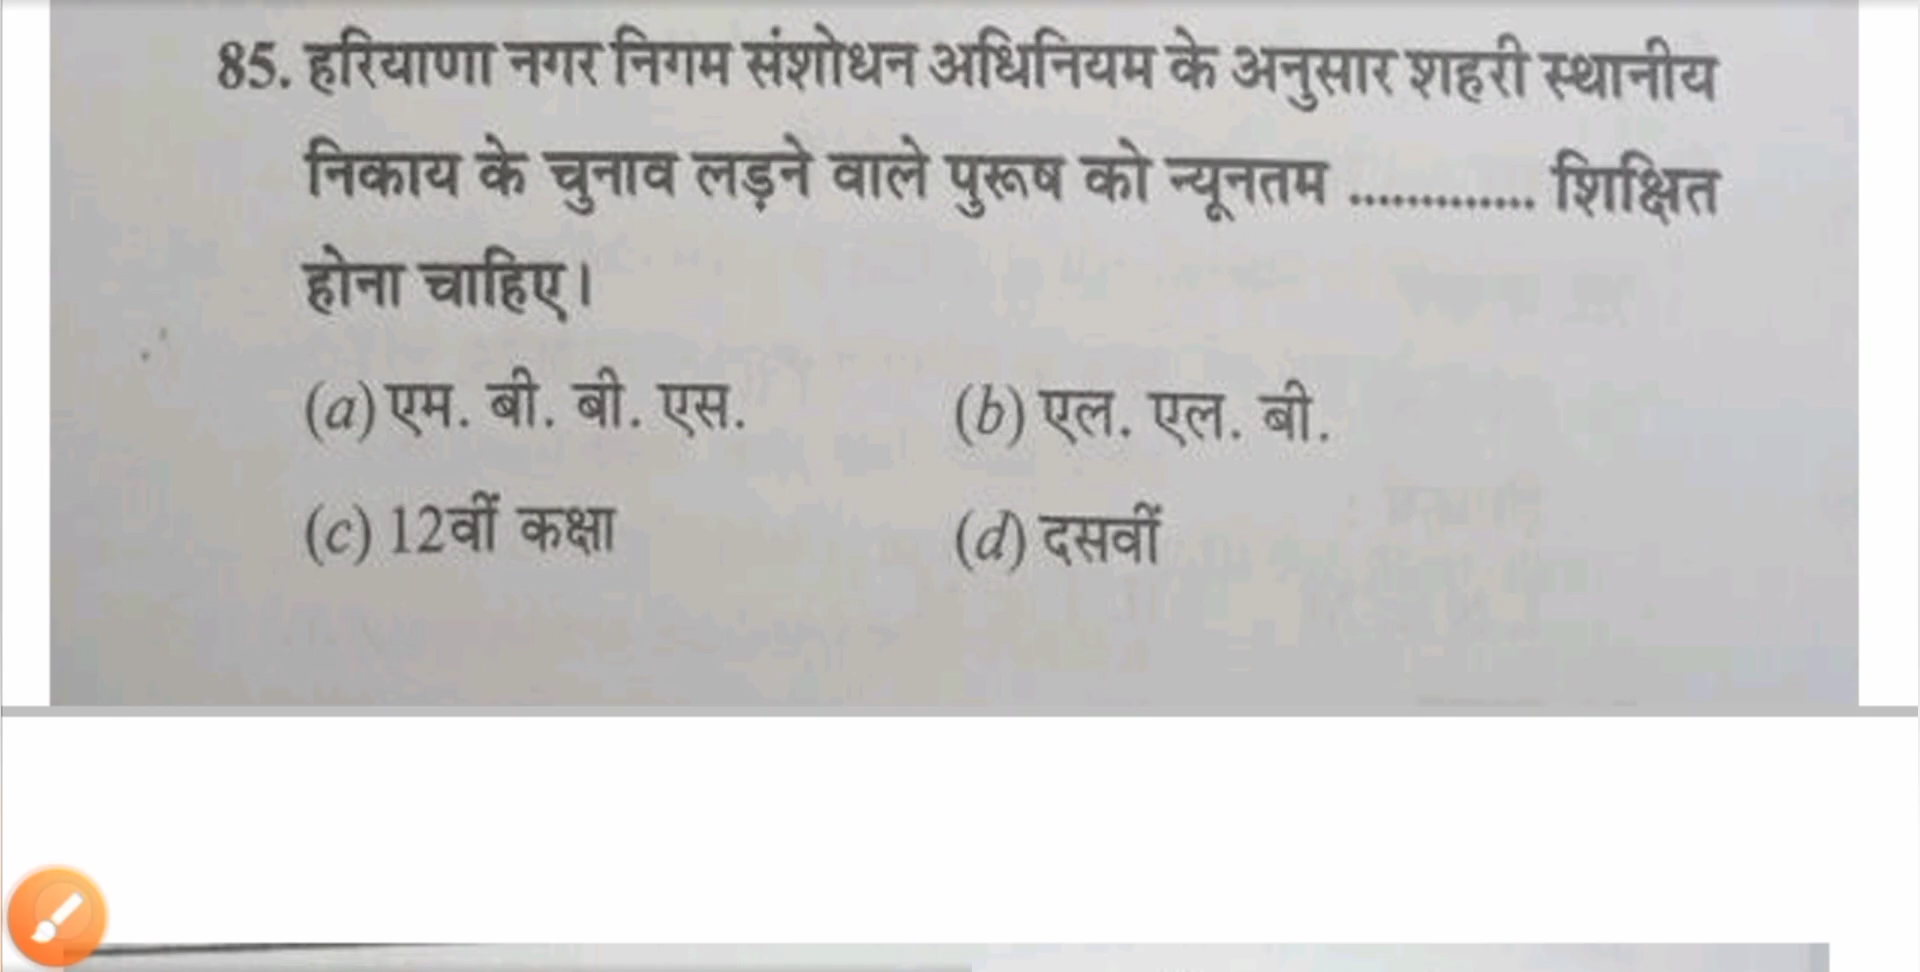 85. हरियाणा नगर निगम संशोधन अधिनियम के अनुसार शहरी स्थानीय
निकाय के चुनाव लड़ने वाले पुरूष को न्यूनतम ............. शिक्षित
होना चाहिए।
(a) एम. बी. बी. एस. (b) एल. एल. बी.
(c) 12वीं कक्षा (d) दसवीं